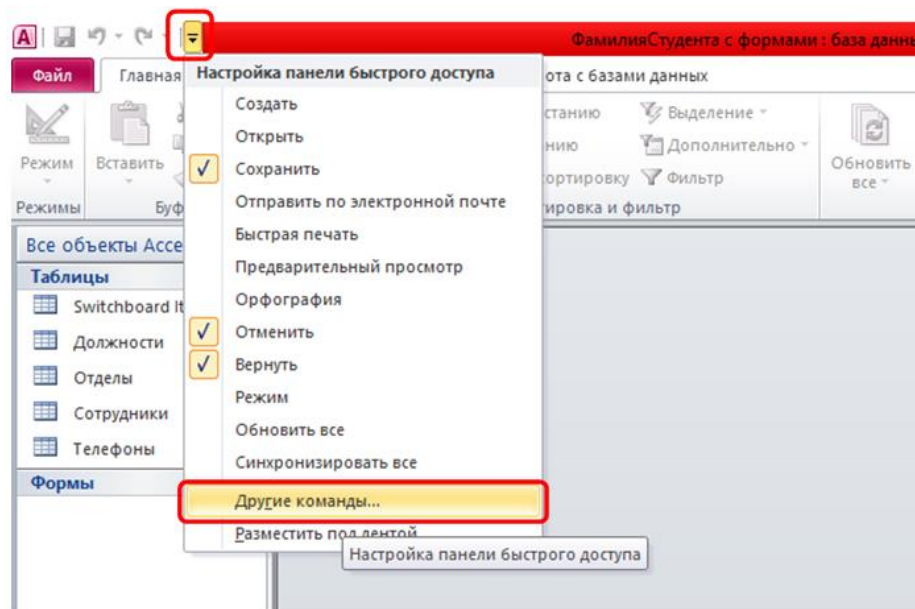 A
ФамилияСтудента с формами : база данн
Файл
Главная
ота с базами данных
Настройка панели быстрого доступа
Создать
Открыть
Сохранить
Отправить по электронной почте
Быстрая печать
Предварительный просмотр
Орфография
Отменить
Вернуть
Режим
Обновить все
Синхронизировать все
Другие команды...
Разместить под лентой
Настройка панели быстрого доступа
Режим
Вставить
станию
Выделение
нию
Дополнительно
ортировку
Фильтр
Обновить
все
Режимы
Буф
ировка и фильтр
Все объекты Acce
Таблицы
Switchboard It
Должности
Отделы
Сотрудники
Телефоны
Формы